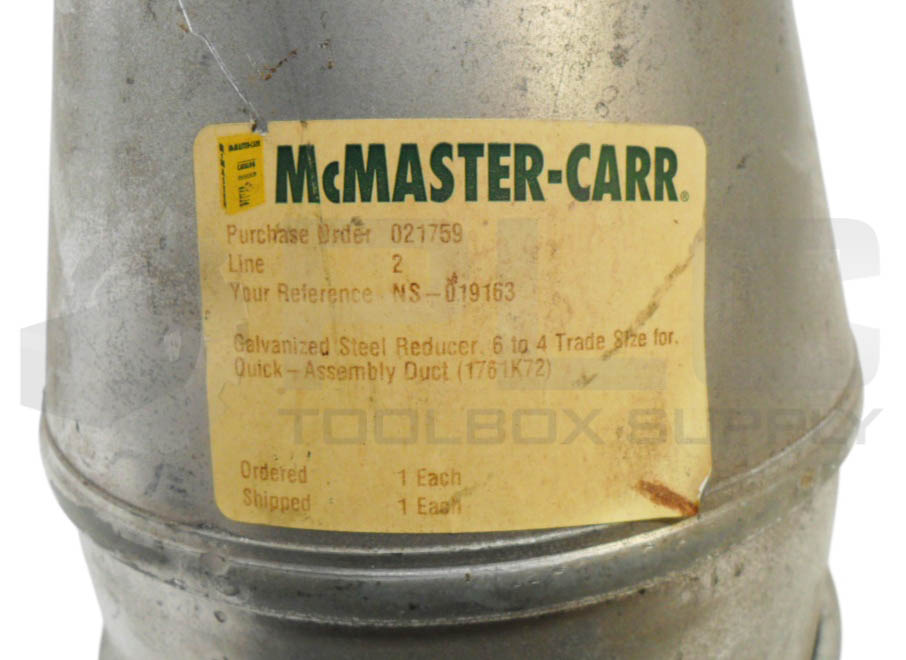 McMASTER-CARR®
Purchase Order 021759
Line 2
Your Reference NS-019163
Galvanized Steel Reducer, 6 to 4 Trade Size for
Quick-Assembly Duct (1761K72)
PLC
TOOLBOX SUPPLY
Ordered 1 Each
Shipped 1 Each